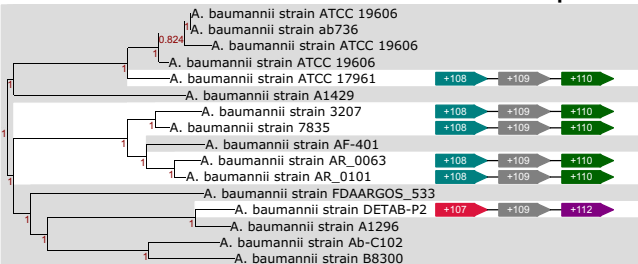 A. baumannii strain ATCC 19606
A. baumannii strain ab736
A. baumannii strain ATCC 19606
A. baumannii strain ATCC 19606
A. baumannii strain ATCC 17961 +108 +109 +110
A. baumannii strain A1429
A. baumannii strain 3207 +108 +109 +110
A. baumannii strain 7835 +108 +109 +110
A. baumannii strain AF-401
A. baumannii strain AR_0063 +108 +109 +110
A. baumannii strain AR_0101 +108 +109 +110
A. baumannii strain FDAARGOS_533
A. baumannii strain DETAB-P2 +107 +109 +112
A. baumannii strain A1296
A. baumannii strain Ab-C102
A. baumannii strain B8300
1
0.824
1
1
1
1
1
1
1
1
1
1
1
1
1